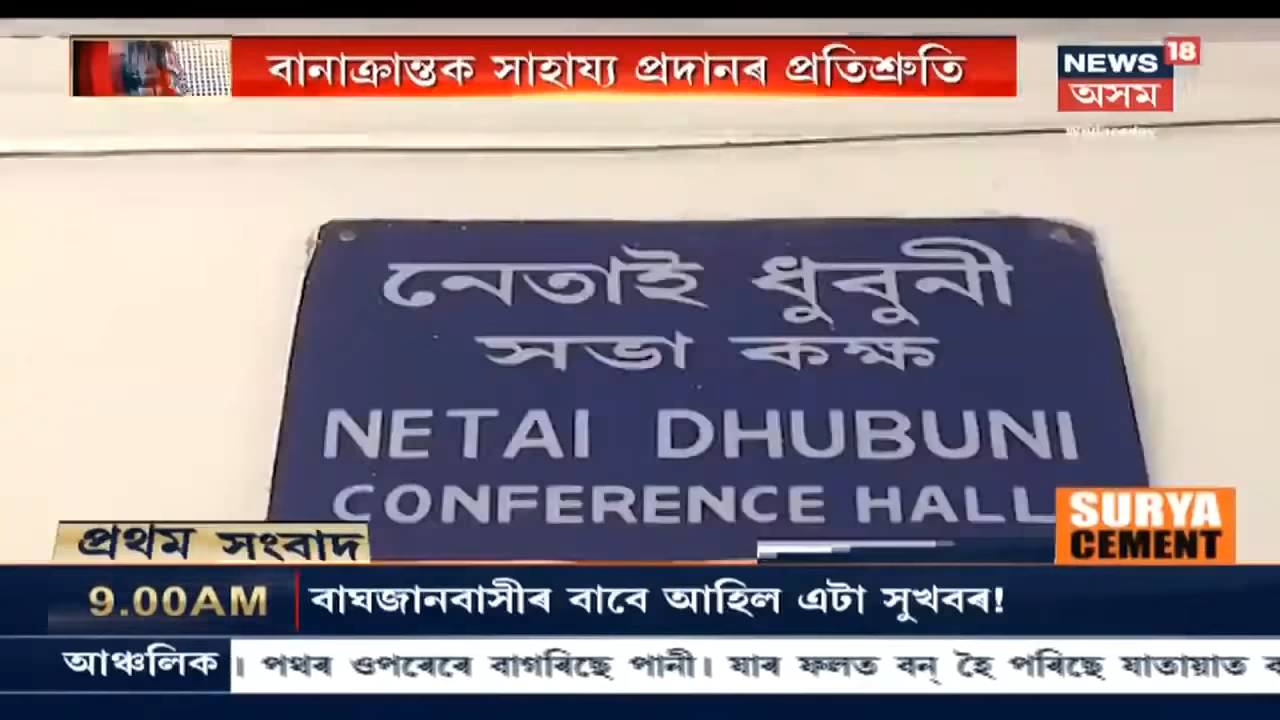 বানাক্ৰান্তক সাহায্য প্ৰদানৰ প্ৰতিশ্ৰুতি
NEWS 18
অসম
নেতাই ধুবুনী
সভা কক্ষ
NETAI DHUBUNI
CONFERENCE HALL
SURYA
CEMENT
প্ৰথম সংবাদ
9.00AM বাঘজানবাসীৰ বাবে আহিল এটা সুখবৰ!
আঞ্চলিক । পথৰ ওপৰেৰে বাগৰিছে পানী। যাৰ ফলত বন্ হৈ পৰিছে যাতায়াত